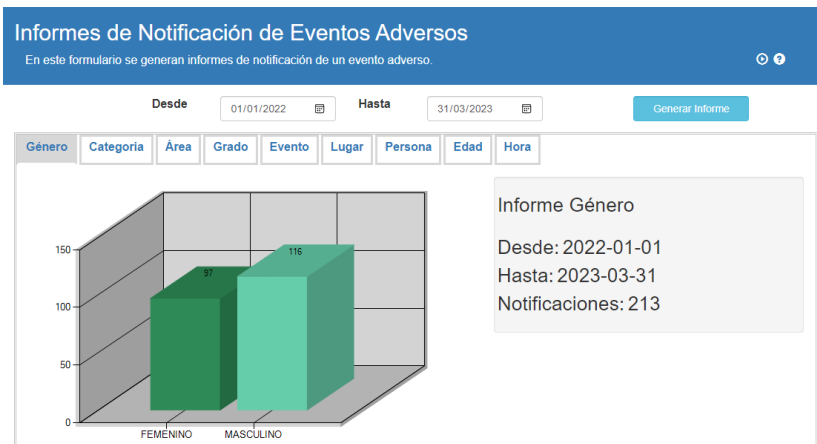 Informes de Notificación de Eventos Adversos
En este formulario se generan informes de notificación de un evento adverso.
Desde 01/01/2022 Hasta 31/03/2023 Generar Informe
Género Categoria Área Grado Evento Lugar Persona Edad Hora
Informe Género
Desde: 2022-01-01
Hasta: 2023-03-31
Notificaciones: 213
150
100
50
0
97
116
FEMENINO MASCULINO